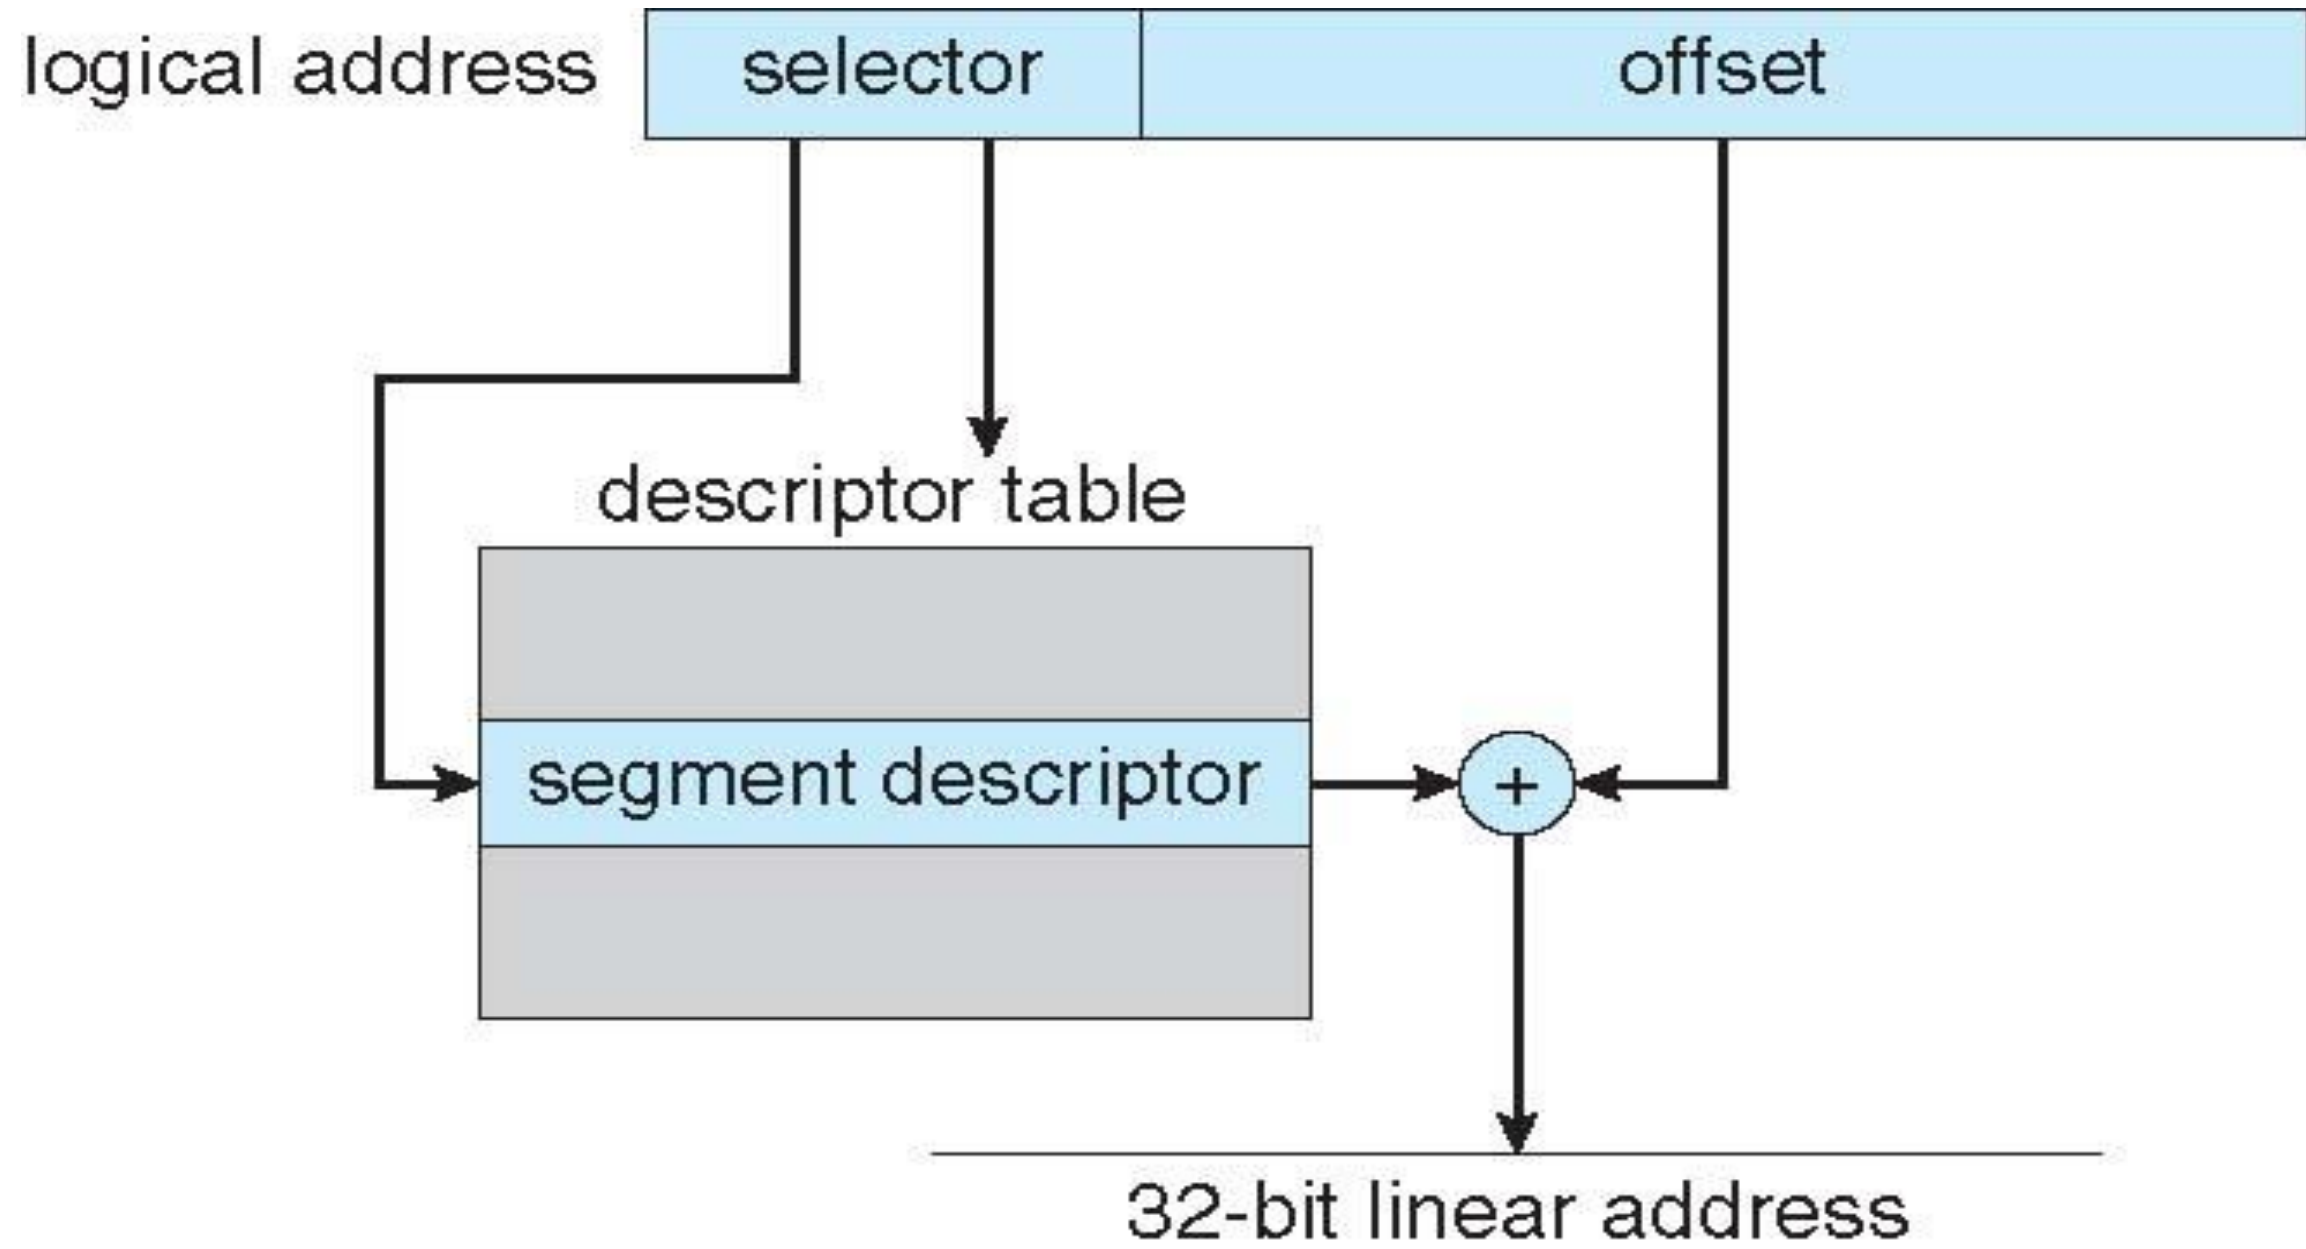 logical address
selector
offset
descriptor table
segment descriptor
+
32-bit linear address